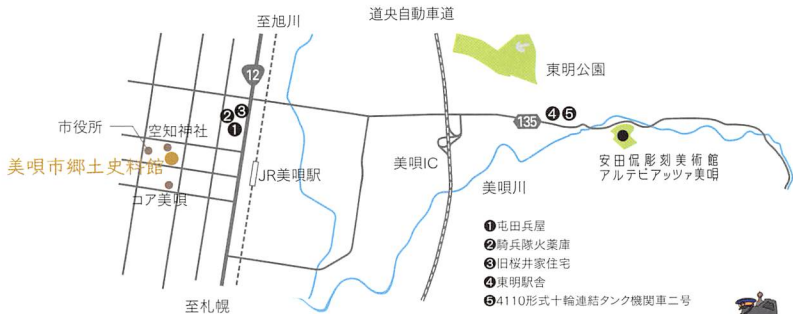 至旭川
道央自動車道
12
東明公園
市役所
空知神社
❷❸
❶
135
❹❺
美唄市郷土史料館
コア美唄
JR美唄駅
美唄IC
美唄川
安田侃彫刻美術館
アルテピアッツァ美唄
至札幌
❶屯田兵屋
❷騎兵隊火薬庫
❸旧桜井家住宅
❹東明駅舎
❺4110形式十輪連結タンク機関車二号